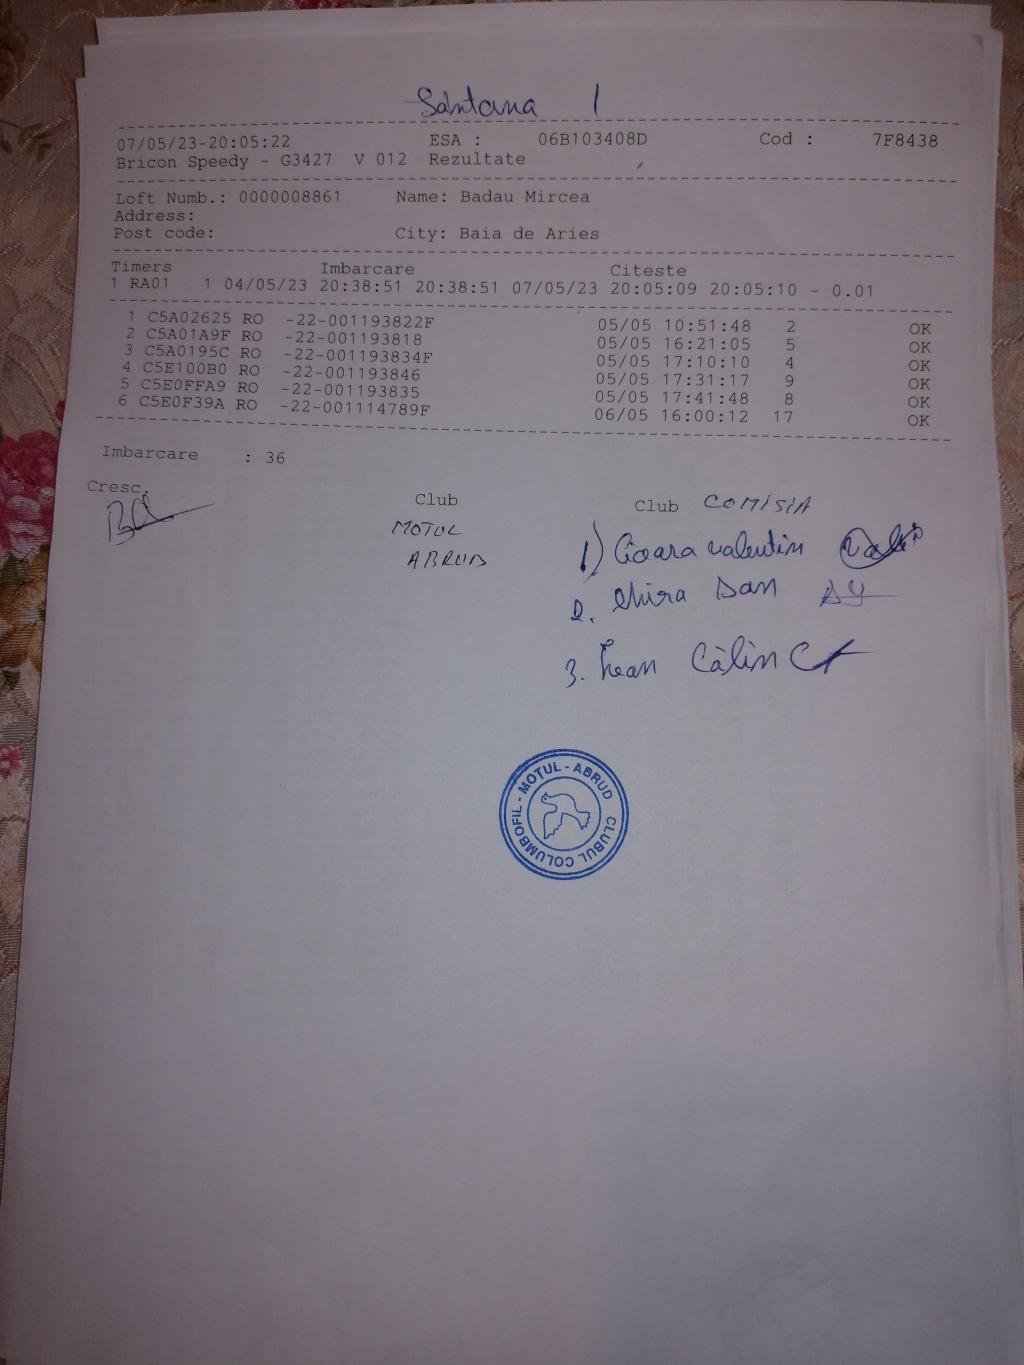 Santana 1
07/05/23-20:05:22 ESA : 06B103408D Cod : 7F8438
Bricon Speedy - G3427 V 012 Rezultate
Loft Numb.: 0000008861 Name: Badau Mircea
Address:
Post code: City: Baia de Aries
Timers Imbarcare Citeste
1 RA01 1 04/05/23 20:38:51 20:38:51 07/05/23 20:05:09 20:05:10 - 0.01
1 C5A02625 RO -22-001193822F 05/05 10:51:48 2 OK
2 C5A01A9F RO -22-001193818 05/05 16:21:05 5 OK
3 C5A0195C RO -22-001193834F 05/05 17:10:10 4 OK
4 C5E100B0 RO -22-001193846 05/05 17:31:17 9 OK
5 C5E0FFA9 RO -22-001193835 05/05 17:41:48 8 OK
6 C5E0F39A RO -22-001114789F 06/05 16:00:12 17 OK
Imbarcare : 36
Cresc. Club Club COMISIA
MOTUL
ABRUD
1) Cioara Valentin
2. Chira Dan
3. Călin
CLUBUL COLUMBOFIL - MOTUL - ABRUD